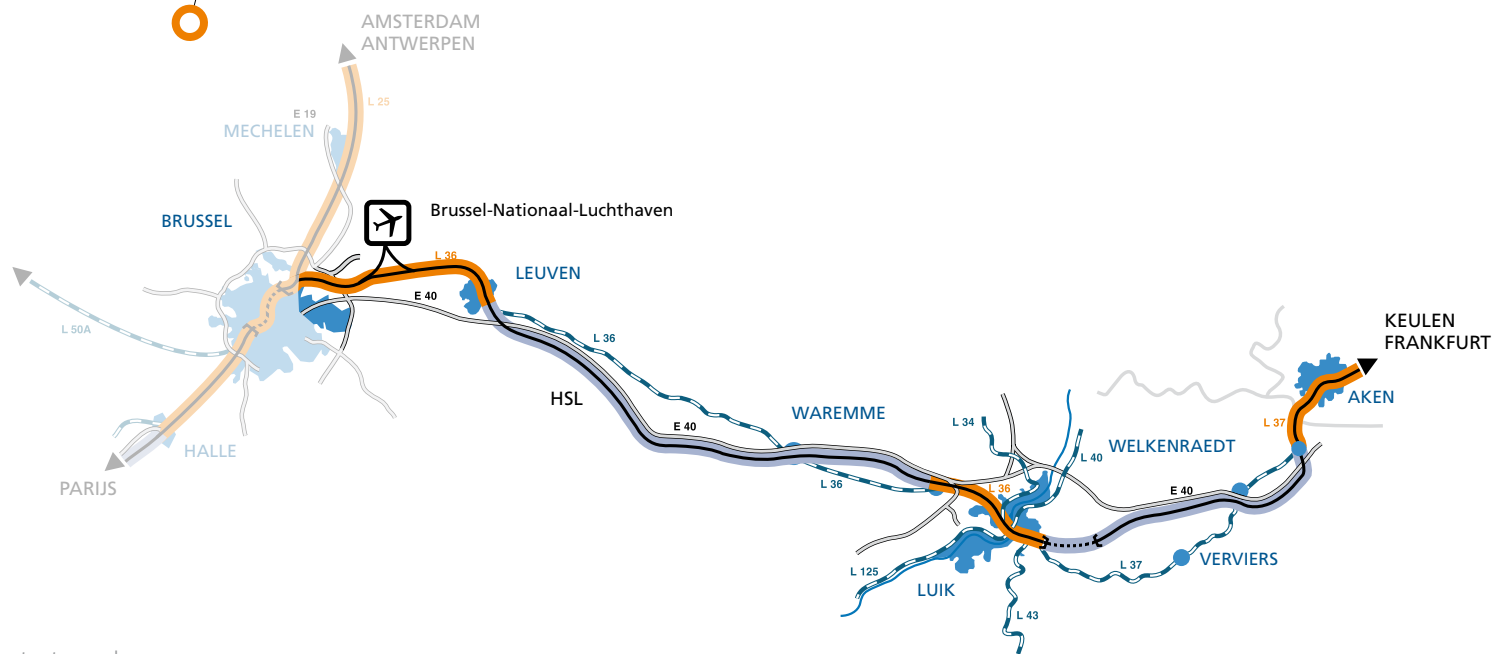 AMSTERDAM
ANTWERPEN
L 25
E 19
MECHELEN
BRUSSEL
Brussel-Nationaal-Luchthaven
L 36
LEUVEN
E 40
L 50A
L 36
HSL
KEULEN
FRANKFURT
AKEN
WAREMME
E 40
L 34
L 37
WELKENRAEDT
L 40
HALLE
L 36
L 36
E 40
PARIJS
VERVIERS
L 37
L 125
LUIK
L 43